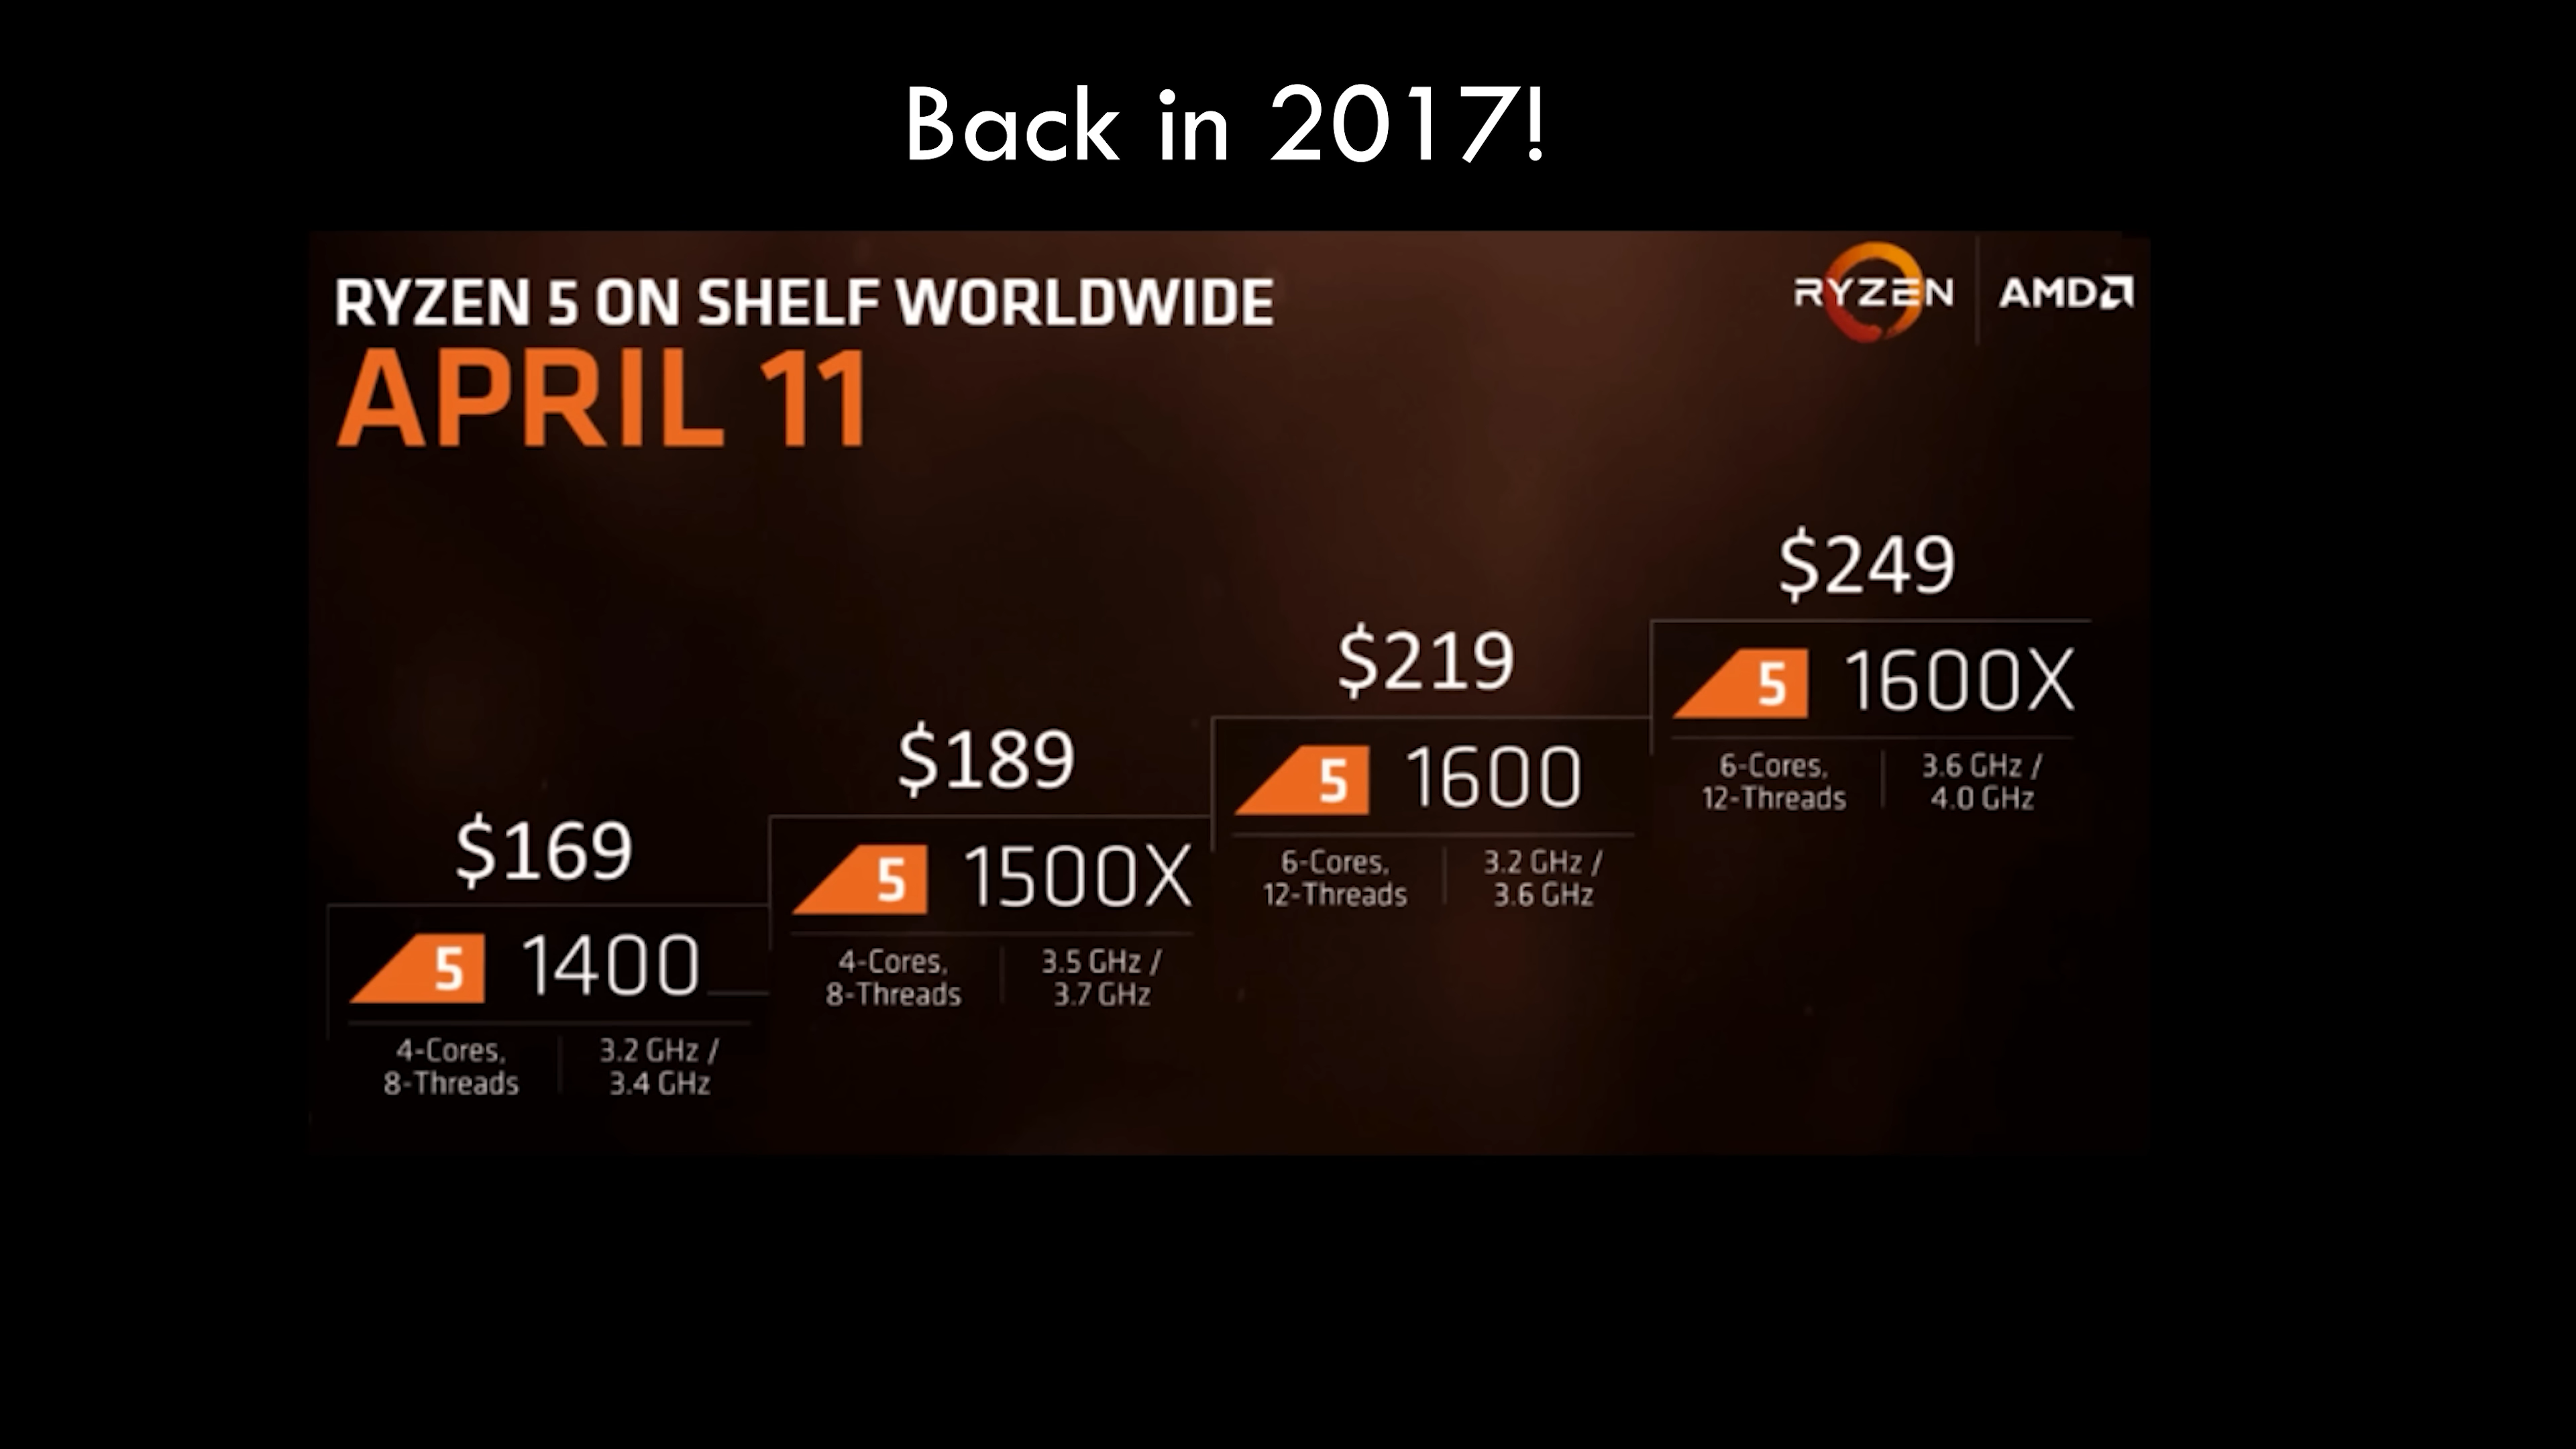 Back in 2017!
RYZEN 5 ON SHELF WORLDWIDE
APRIL 11
RYZEN
AMD
$169
5 1400
4-Cores,
8-Threads
3.2 GHz /
3.4 GHz
$189
5 1500X
4-Cores,
8-Threads
3.5 GHz /
3.7 GHz
$219
5 1600
6-Cores,
12-Threads
3.2 GHz /
3.6 GHz
$249
5 1600X
6-Cores,
12-Threads
3.6 GHz /
4.0 GHz